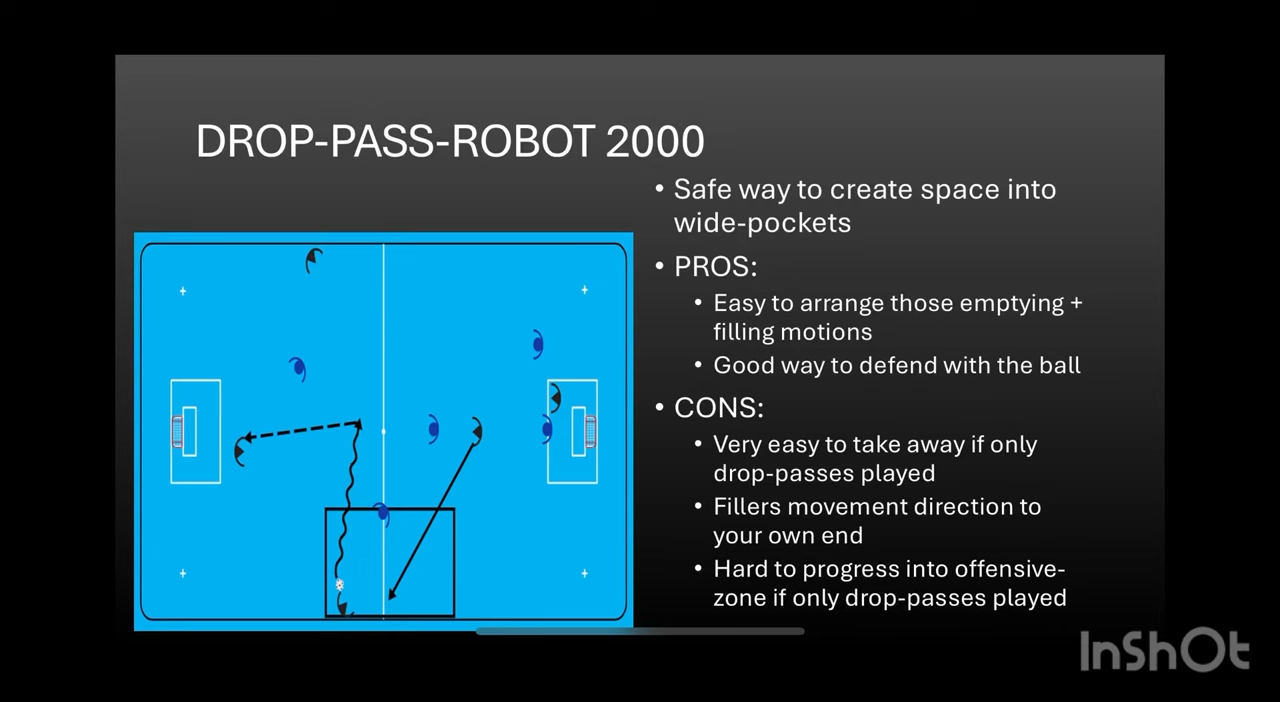 DROP-PASS-ROBOT 2000
• Safe way to create space into
wide-pockets
• PROS:
• Easy to arrange those emptying +
filling motions
• Good way to defend with the ball
• CONS:
• Very easy to take away if only
drop-passes played
• Fillers movement direction to
your own end
• Hard to progress into offensive-
zone if only drop-passes played
InShOt